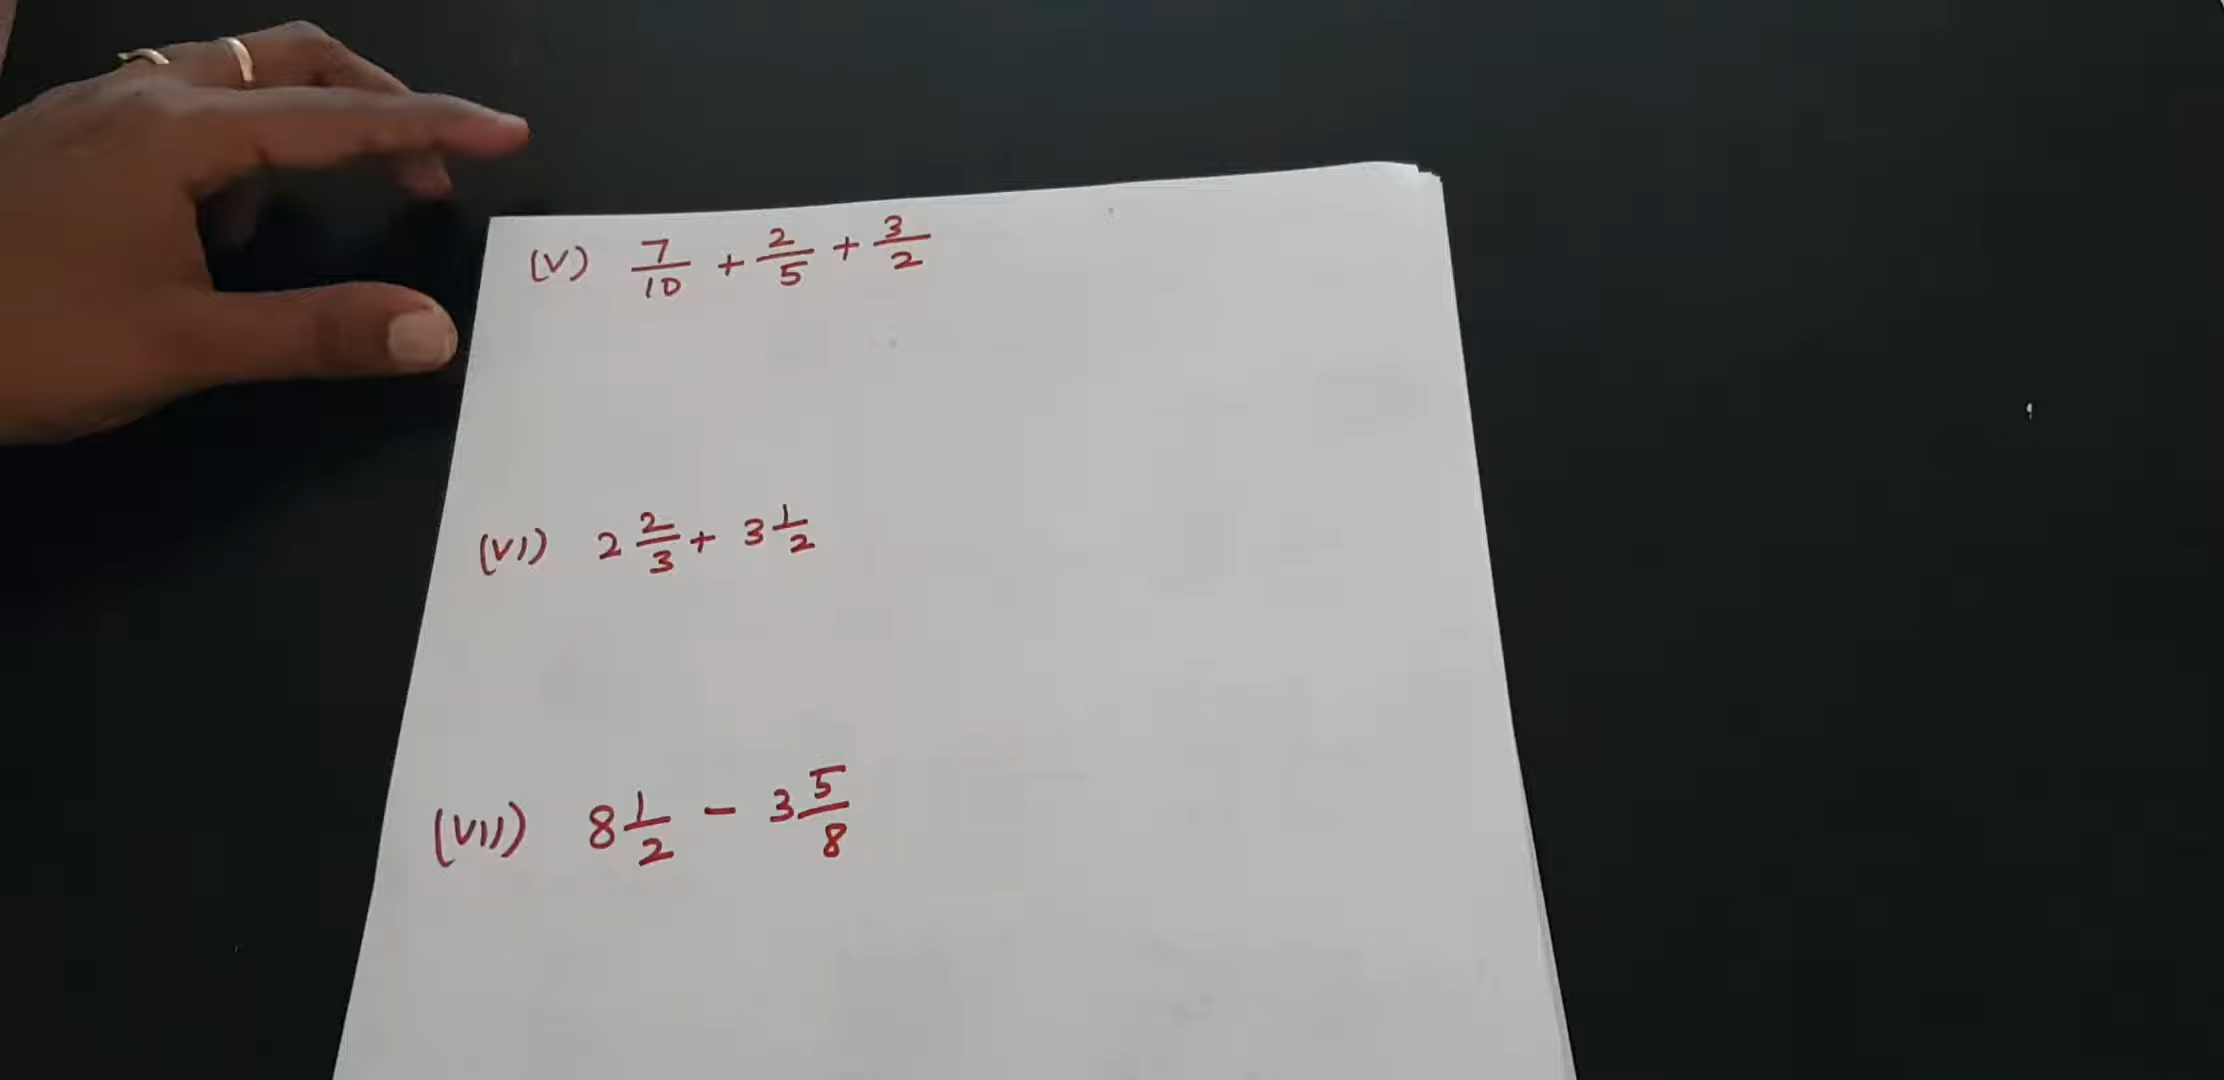 (V) 7/10 + 2/5 + 3/2
(VI) 2 2/3 + 3 1/2
(VII) 8 1/2 - 3 5/8